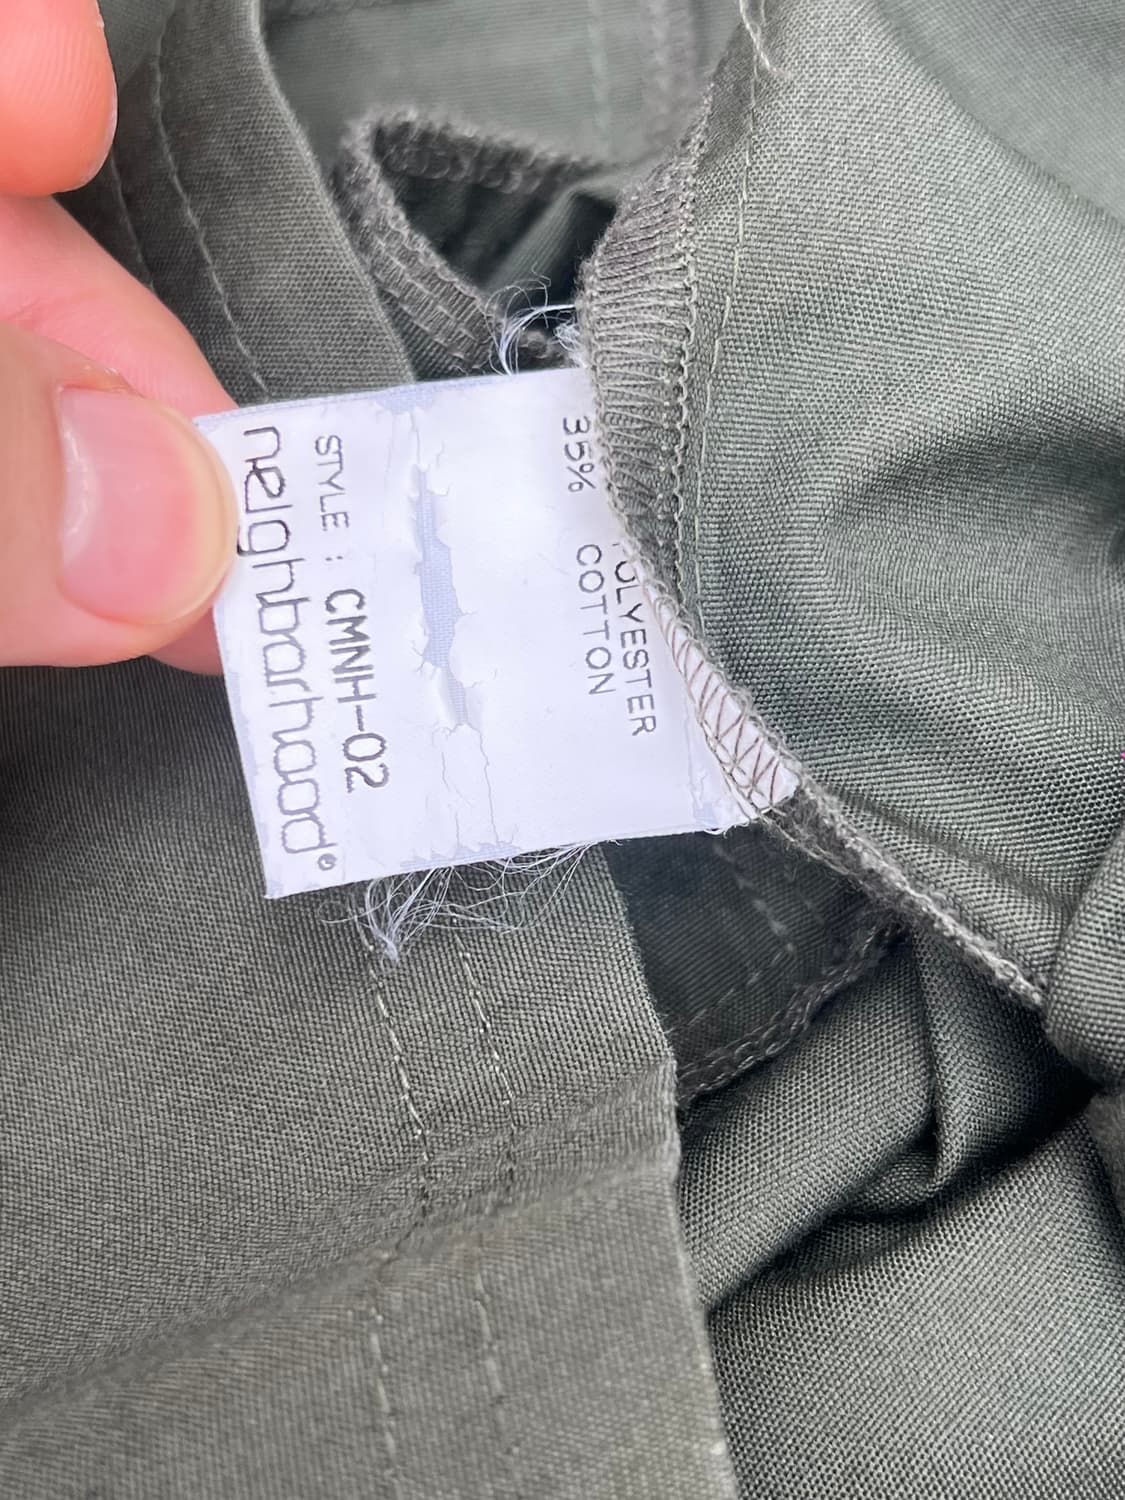 POLYESTER
35% COTTON
STYLE : CMNH-02
neighborhood